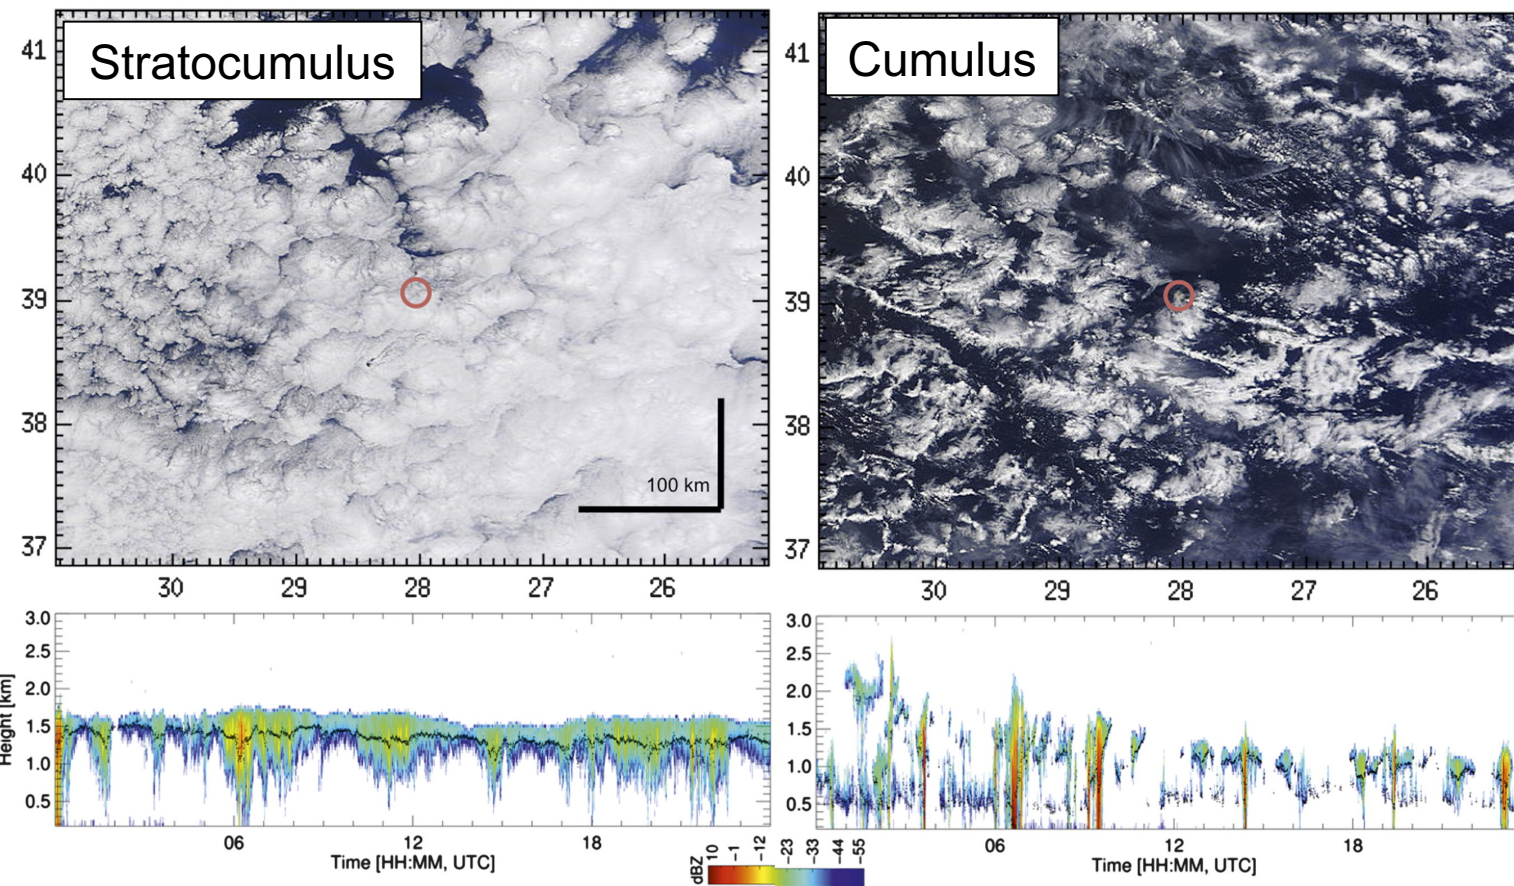 Stratocumulus
Cumulus
41
40
39
38
37
100 km
30 29 28 27 26
41
40
39
38
37
30 29 28 27 26
Height [km]
3.0
2.5
2.0
1.5
1.0
0.5
06 12 18
Time [HH:MM, UTC]
3.0
2.5
2.0
1.5
1.0
0.5
06 12 18
Time [HH:MM, UTC]
dBZ 10 -1 -12 -23 -33 -44 -55